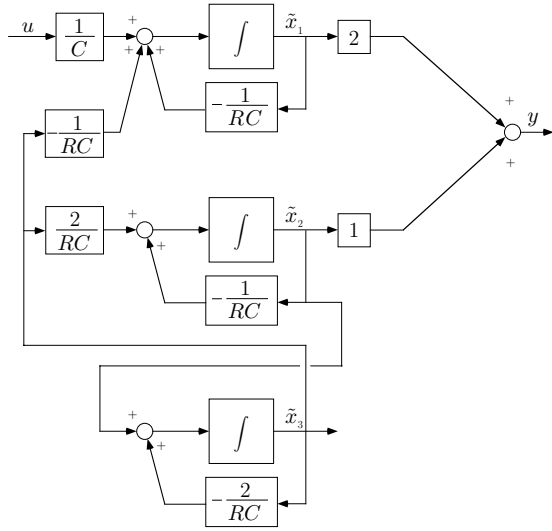 u 1/C + + + ∫ x̃₁ 2
−1/RC
−1/RC
+ y
+
2/RC + + ∫ x̃₂ 1
−1/RC
+ + ∫ x̃₃
−2/RC